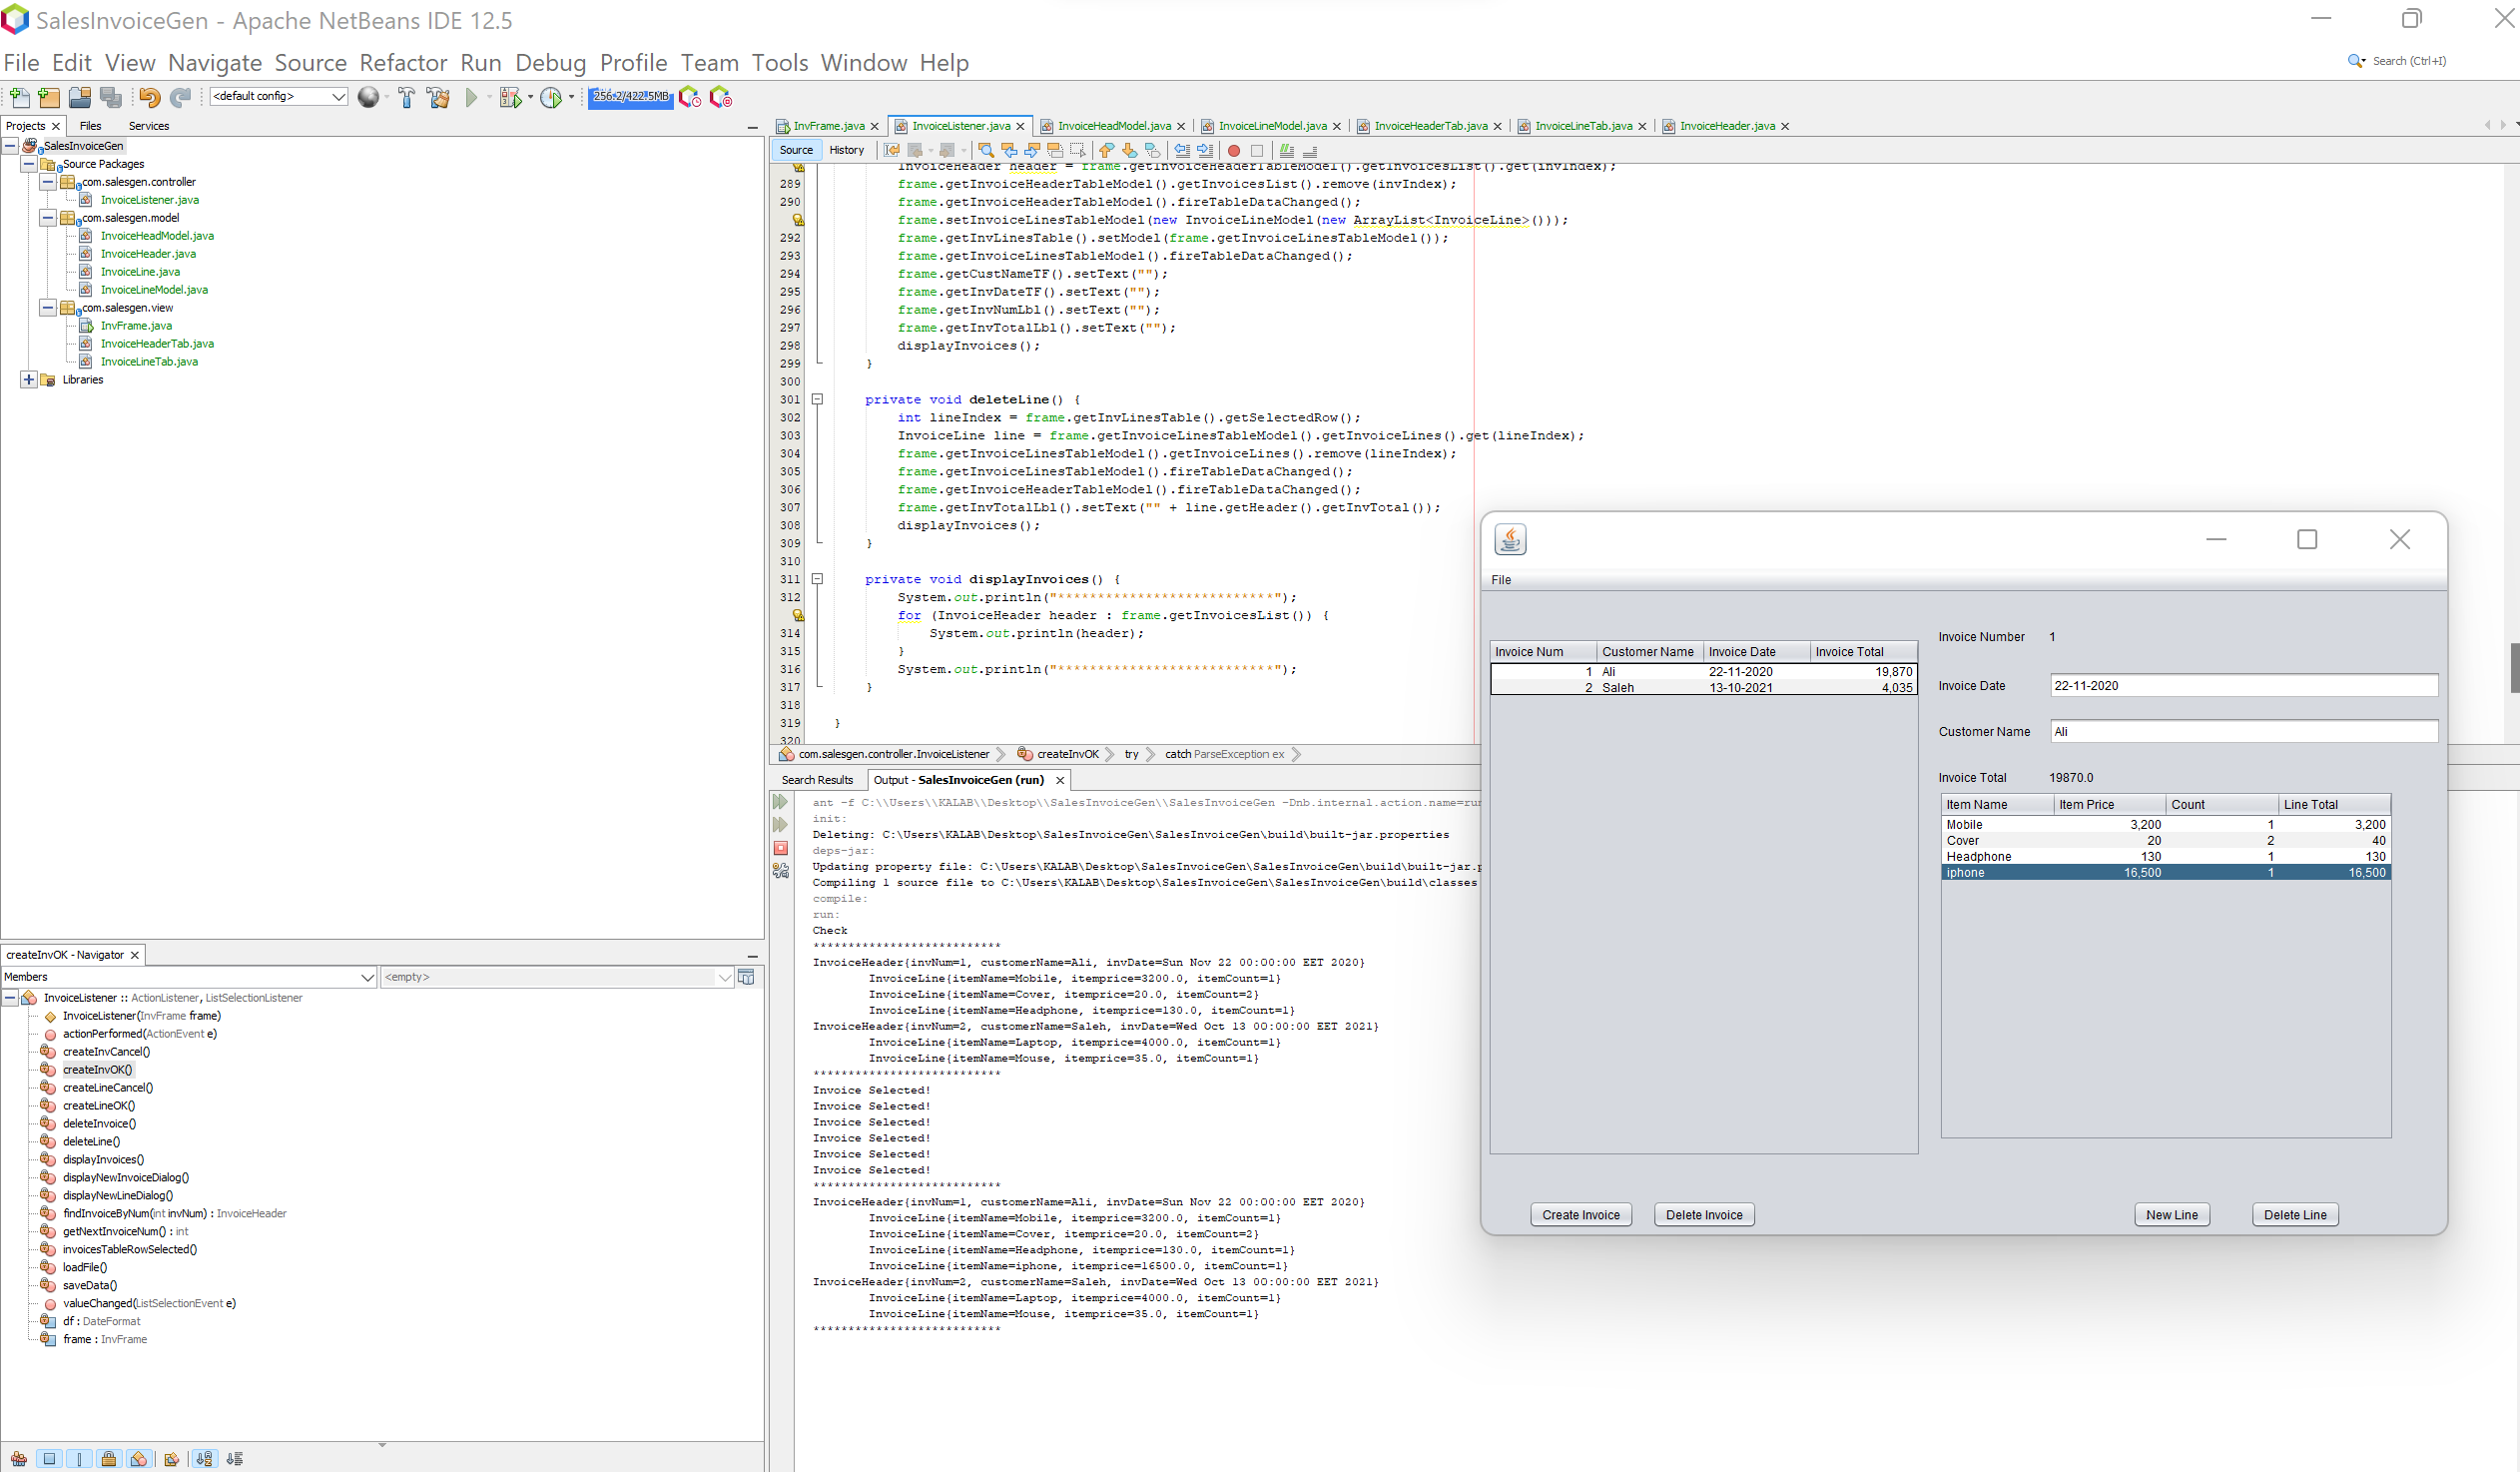 SalesInvoiceGen - Apache NetBeans IDE 12.5
File Edit View Navigate Source Refactor Run Debug Profile Team Tools Window Help
Search (Ctrl+I)
<default config>
256.2/422.5MB
Projects
Files
Services
SalesInvoiceGen
Source Packages
com.salesgen.controller
InvoiceListener.java
com.salesgen.model
InvoiceHeadModel.java
InvoiceHeader.java
InvoiceLine.java
InvoiceLineModel.java
com.salesgen.view
InvFrame.java
InvoiceHeaderTab.java
InvoiceLineTab.java
Libraries
createInvOK - Navigator
Members
<empty>
InvoiceListener :: ActionListener, ListSelectionListener
InvoiceListener(InvFrame frame)
actionPerformed(ActionEvent e)
createInvCancel()
createInvOK()
createLineCancel()
createLineOK()
deleteInvoice()
deleteLine()
displayInvoices()
displayNewInvoiceDialog()
displayNewLineDialog()
findInvoiceByNum(int invNum) : InvoiceHeader
getNextInvoiceNum() : int
invoicesTableRowSelected()
loadFile()
saveData()
valueChanged(ListSelectionEvent e)
df : DateFormat
frame : InvFrame
InvFrame.java
InvoiceListener.java
InvoiceHeadModel.java
InvoiceLineModel.java
InvoiceHeaderTab.java
InvoiceLineTab.java
InvoiceHeader.java
Source
History
InvoiceHeader header = frame.getInvoiceHeaderTableModel().getInvoicesList().get(invIndex);
289 frame.getInvoiceHeaderTableModel().getInvoicesList().remove(invIndex);
290 frame.getInvoiceHeaderTableModel().fireTableDataChanged();
frame.setInvoiceLinesTableModel(new InvoiceLineModel(new ArrayList<InvoiceLine>()));
292 frame.getInvLinesTable().setModel(frame.getInvoiceLinesTableModel());
293 frame.getInvoiceLinesTableModel().fireTableDataChanged();
294 frame.getCustNameTF().setText("");
295 frame.getInvDateTF().setText("");
296 frame.getInvNumLbl().setText("");
297 frame.getInvTotalLbl().setText("");
298 displayInvoices();
299 }
300
301 private void deleteLine() {
302 int lineIndex = frame.getInvLinesTable().getSelectedRow();
303 InvoiceLine line = frame.getInvoiceLinesTableModel().getInvoiceLines().get(lineIndex);
304 frame.getInvoiceLinesTableModel().getInvoiceLines().remove(lineIndex);
305 frame.getInvoiceLinesTableModel().fireTableDataChanged();
306 frame.getInvoiceHeaderTableModel().fireTableDataChanged();
307 frame.getInvTotalLbl().setText("" + line.getHeader().getInvTotal());
308 displayInvoices();
309 }
310
311 private void displayInvoices() {
312 System.out.println("***************************");
for (InvoiceHeader header : frame.getInvoicesList()) {
314 System.out.println(header);
315 }
316 System.out.println("***************************");
317 }
318
319 }
320
com.salesgen.controller.InvoiceListener
createInvOK
try
catch ParseException ex
Search Results
Output - SalesInvoiceGen (run)
ant -f C:\\Users\\KALAB\\Desktop\\SalesInvoiceGen\\SalesInvoiceGen -Dnb.internal.action.name=run
init:
Deleting: C:\Users\KALAB\Desktop\SalesInvoiceGen\SalesInvoiceGen\build\built-jar.properties
deps-jar:
Updating property file: C:\Users\KALAB\Desktop\SalesInvoiceGen\SalesInvoiceGen\build\built-jar.p
Compiling 1 source file to C:\Users\KALAB\Desktop\SalesInvoiceGen\SalesInvoiceGen\build\classes
compile:
run:
Check
***************************
InvoiceHeader{invNum=1, customerName=Ali, invDate=Sun Nov 22 00:00:00 EET 2020}
InvoiceLine{itemName=Mobile, itemprice=3200.0, itemCount=1}
InvoiceLine{itemName=Cover, itemprice=20.0, itemCount=2}
InvoiceLine{itemName=Headphone, itemprice=130.0, itemCount=1}
InvoiceHeader{invNum=2, customerName=Saleh, invDate=Wed Oct 13 00:00:00 EET 2021}
InvoiceLine{itemName=Laptop, itemprice=4000.0, itemCount=1}
InvoiceLine{itemName=Mouse, itemprice=35.0, itemCount=1}
***************************
Invoice Selected!
Invoice Selected!
Invoice Selected!
Invoice Selected!
Invoice Selected!
Invoice Selected!
***************************
InvoiceHeader{invNum=1, customerName=Ali, invDate=Sun Nov 22 00:00:00 EET 2020}
InvoiceLine{itemName=Mobile, itemprice=3200.0, itemCount=1}
InvoiceLine{itemName=Cover, itemprice=20.0, itemCount=2}
InvoiceLine{itemName=Headphone, itemprice=130.0, itemCount=1}
InvoiceLine{itemName=iphone, itemprice=16500.0, itemCount=1}
InvoiceHeader{invNum=2, customerName=Saleh, invDate=Wed Oct 13 00:00:00 EET 2021}
InvoiceLine{itemName=Laptop, itemprice=4000.0, itemCount=1}
InvoiceLine{itemName=Mouse, itemprice=35.0, itemCount=1}
***************************
File
Invoice Num Customer Name Invoice Date Invoice Total
1 Ali 22-11-2020 19,870
2 Saleh 13-10-2021 4,035
Invoice Number 1
Invoice Date 22-11-2020
Customer Name Ali
Invoice Total 19870.0
Item Name Item Price Count Line Total
Mobile 3,200 1 3,200
Cover 20 2 40
Headphone 130 1 130
iphone 16,500 1 16,500
Create Invoice
Delete Invoice
New Line
Delete Line